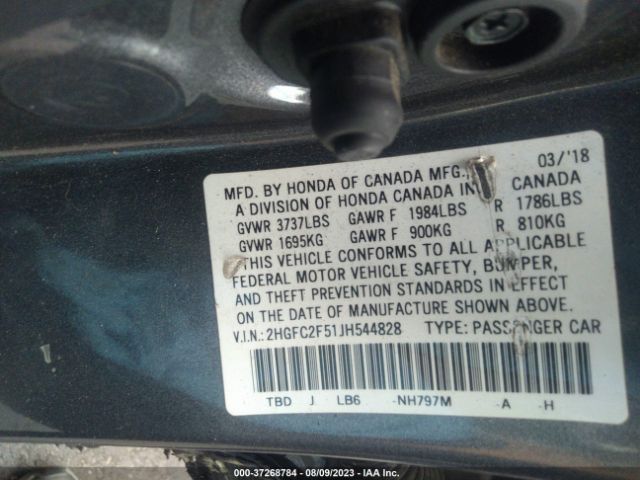 MFD. BY HONDA OF CANADA MFG., 03/'18
A DIVISION OF HONDA CANADA IN CANADA
GVWR 3737LBS GAWR F 1984LBS R 1786LBS
GVWR 1695KG GAWR F 900KG R 810KG
THIS VEHICLE CONFORMS TO ALL APPLICABLE
FEDERAL MOTOR VEHICLE SAFETY, BUMPER,
AND THEFT PREVENTION STANDARDS IN EFFECT
ON THE DATE OF MANUFACTURE SHOWN ABOVE.
V.I.N.: 2HGFC2F51JH544828 TYPE: PASSENGER CAR
TBD J LB6 NH797M A H
000-37268784 - 08/09/2023 - IAA Inc.